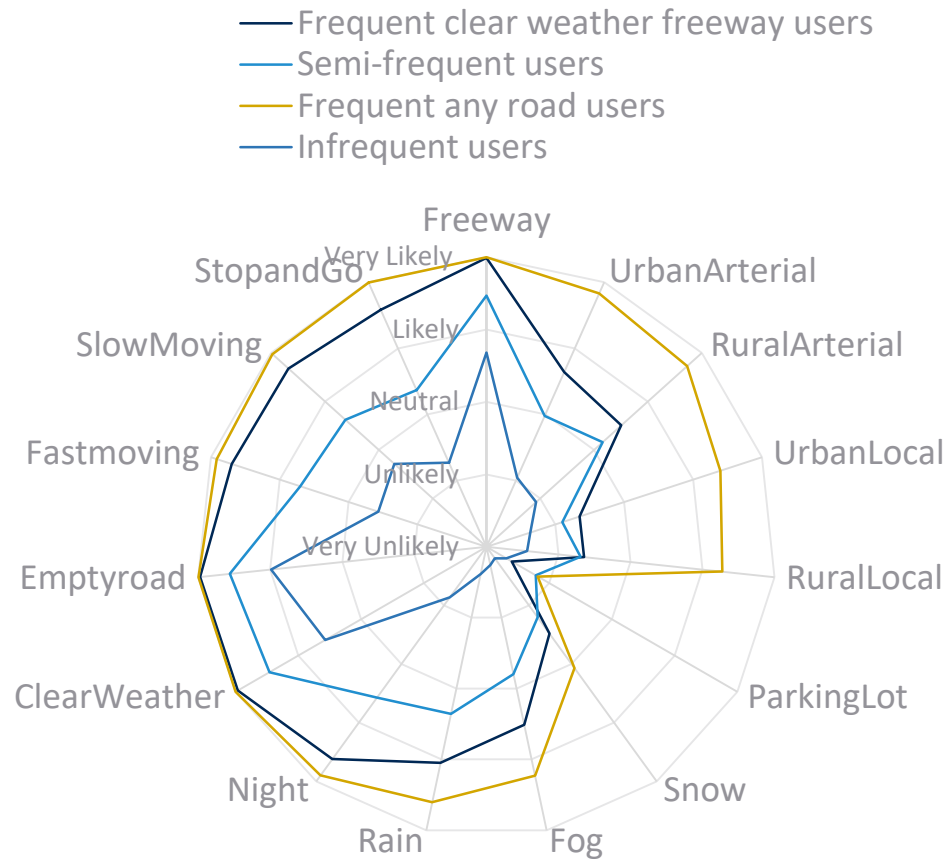 Frequent clear weather freeway users
Semi-frequent users
Frequent any road users
Infrequent users
Freeway
UrbanArterial
RuralArterial
UrbanLocal
RuralLocal
ParkingLot
Snow
Fog
Rain
Night
ClearWeather
Emptyroad
Fastmoving
SlowMoving
StopandGo
Very Likely
Likely
Neutral
Unlikely
Very Unlikely